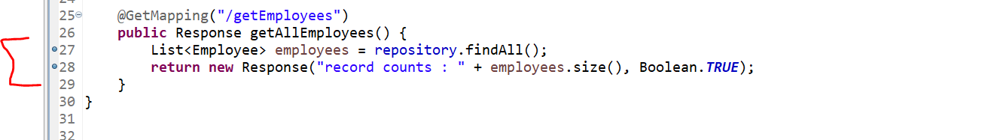 25 @GetMapping("/getEmployees")
26 public Response getAllEmployees() {
27 List<Employee> employees = repository.findAll();
28 return new Response("record counts : " + employees.size(), Boolean.TRUE);
29 }
30 }
31
32